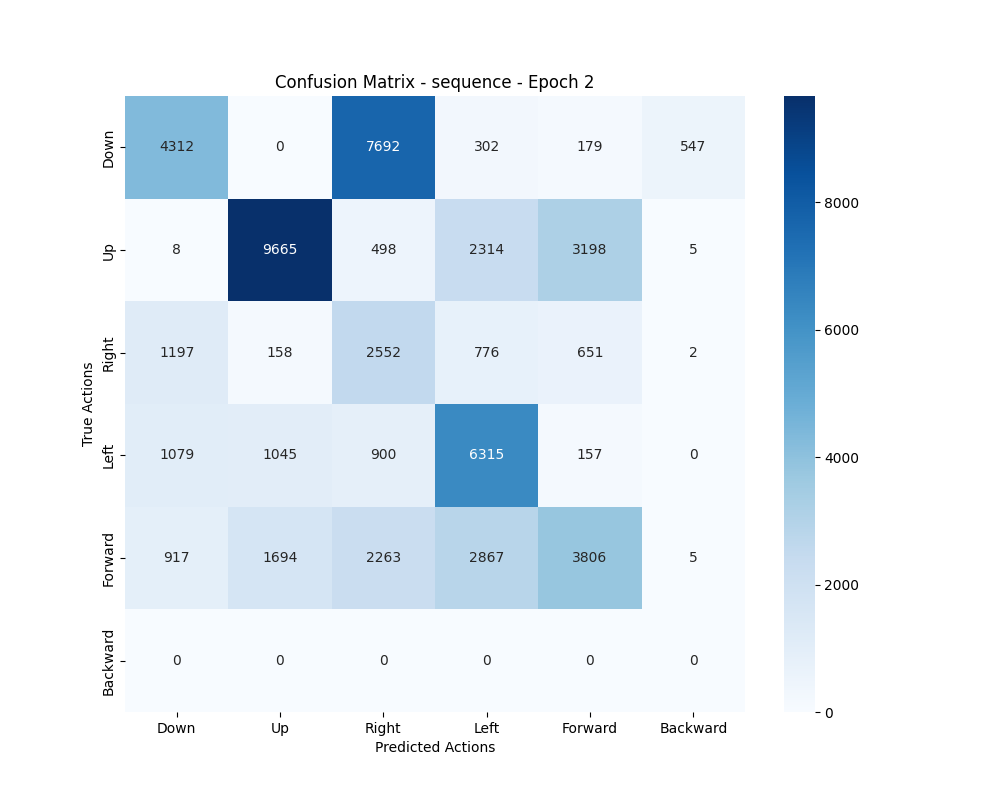 Confusion Matrix - sequence - Epoch 2
True Actions
Down 4312 0 7692 302 179 547
Up 8 9665 498 2314 3198 5
Right 1197 158 2552 776 651 2
Left 1079 1045 900 6315 157 0
Forward 917 1694 2263 2867 3806 5
Backward 0 0 0 0 0 0
Down Up Right Left Forward Backward
Predicted Actions
8000
6000
4000
2000
0